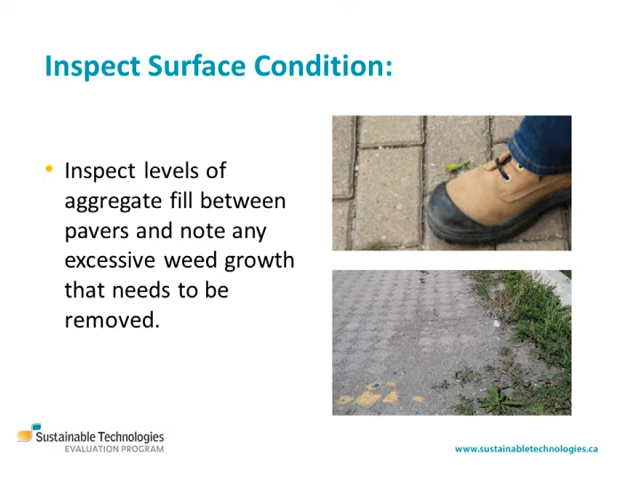 Inspect Surface Condition:
• Inspect levels of
aggregate fill between
pavers and note any
excessive weed growth
that needs to be
removed.
Sustainable Technologies
EVALUATION PROGRAM
www.sustainabletechnologies.ca